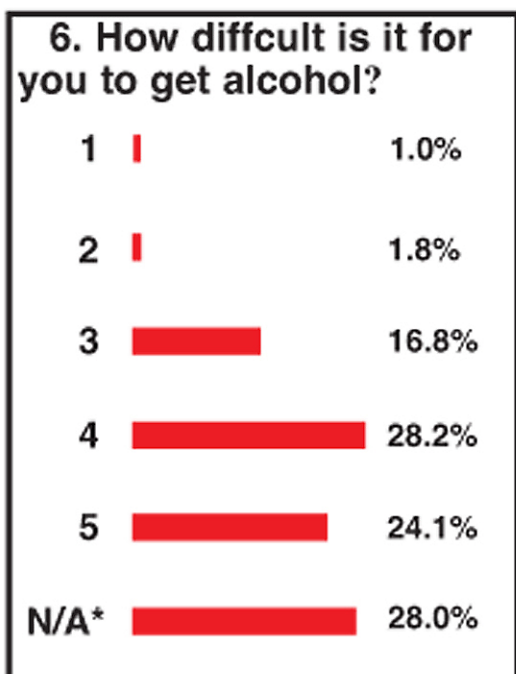 6. How diffcult is it for
you to get alcohol?
1 1.0%
2 1.8%
3 16.8%
4 28.2%
5 24.1%
N/A* 28.0%